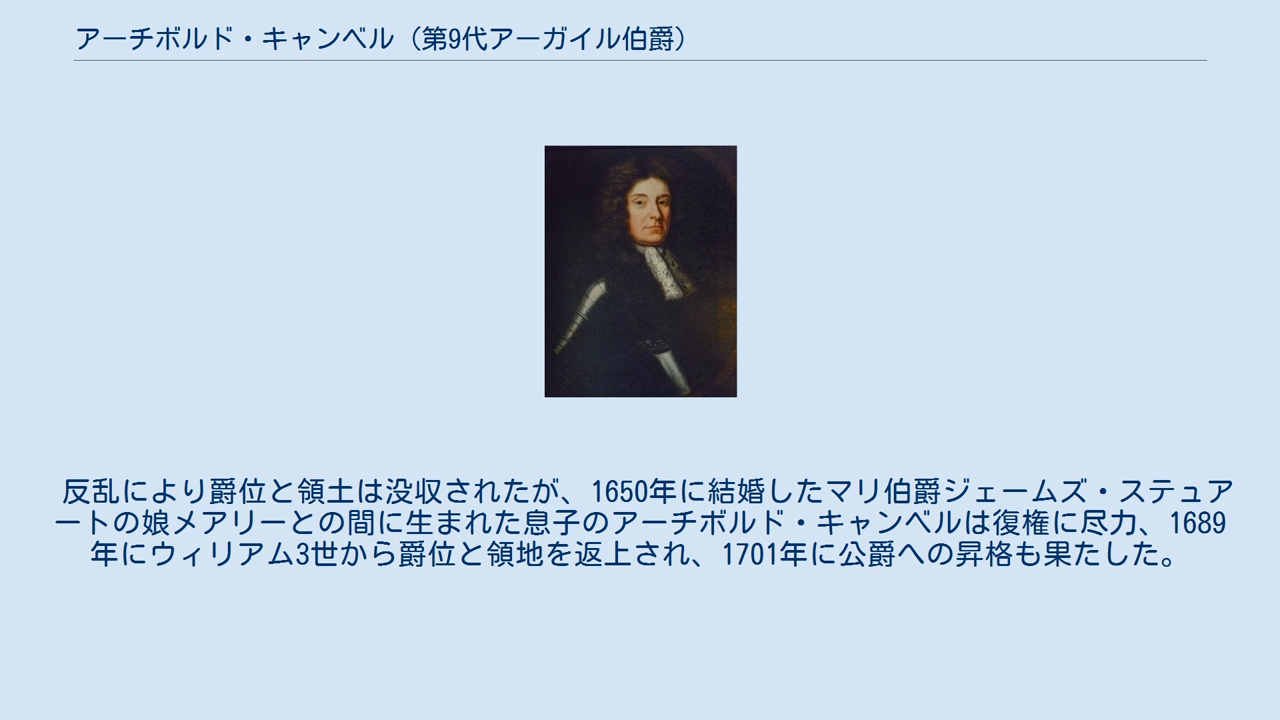 アーチボルド・キャンベル（第9代アーガイル伯爵）
反乱により爵位と領土は没収されたが、1650年に結婚したマリ伯爵ジェームズ・ステュア
ートの娘メアリーとの間に生まれた息子のアーチボルド・キャンベルは復権に尽力、1689
年にウィリアム3世から爵位と領地を返上され、1701年に公爵への昇格も果たした。